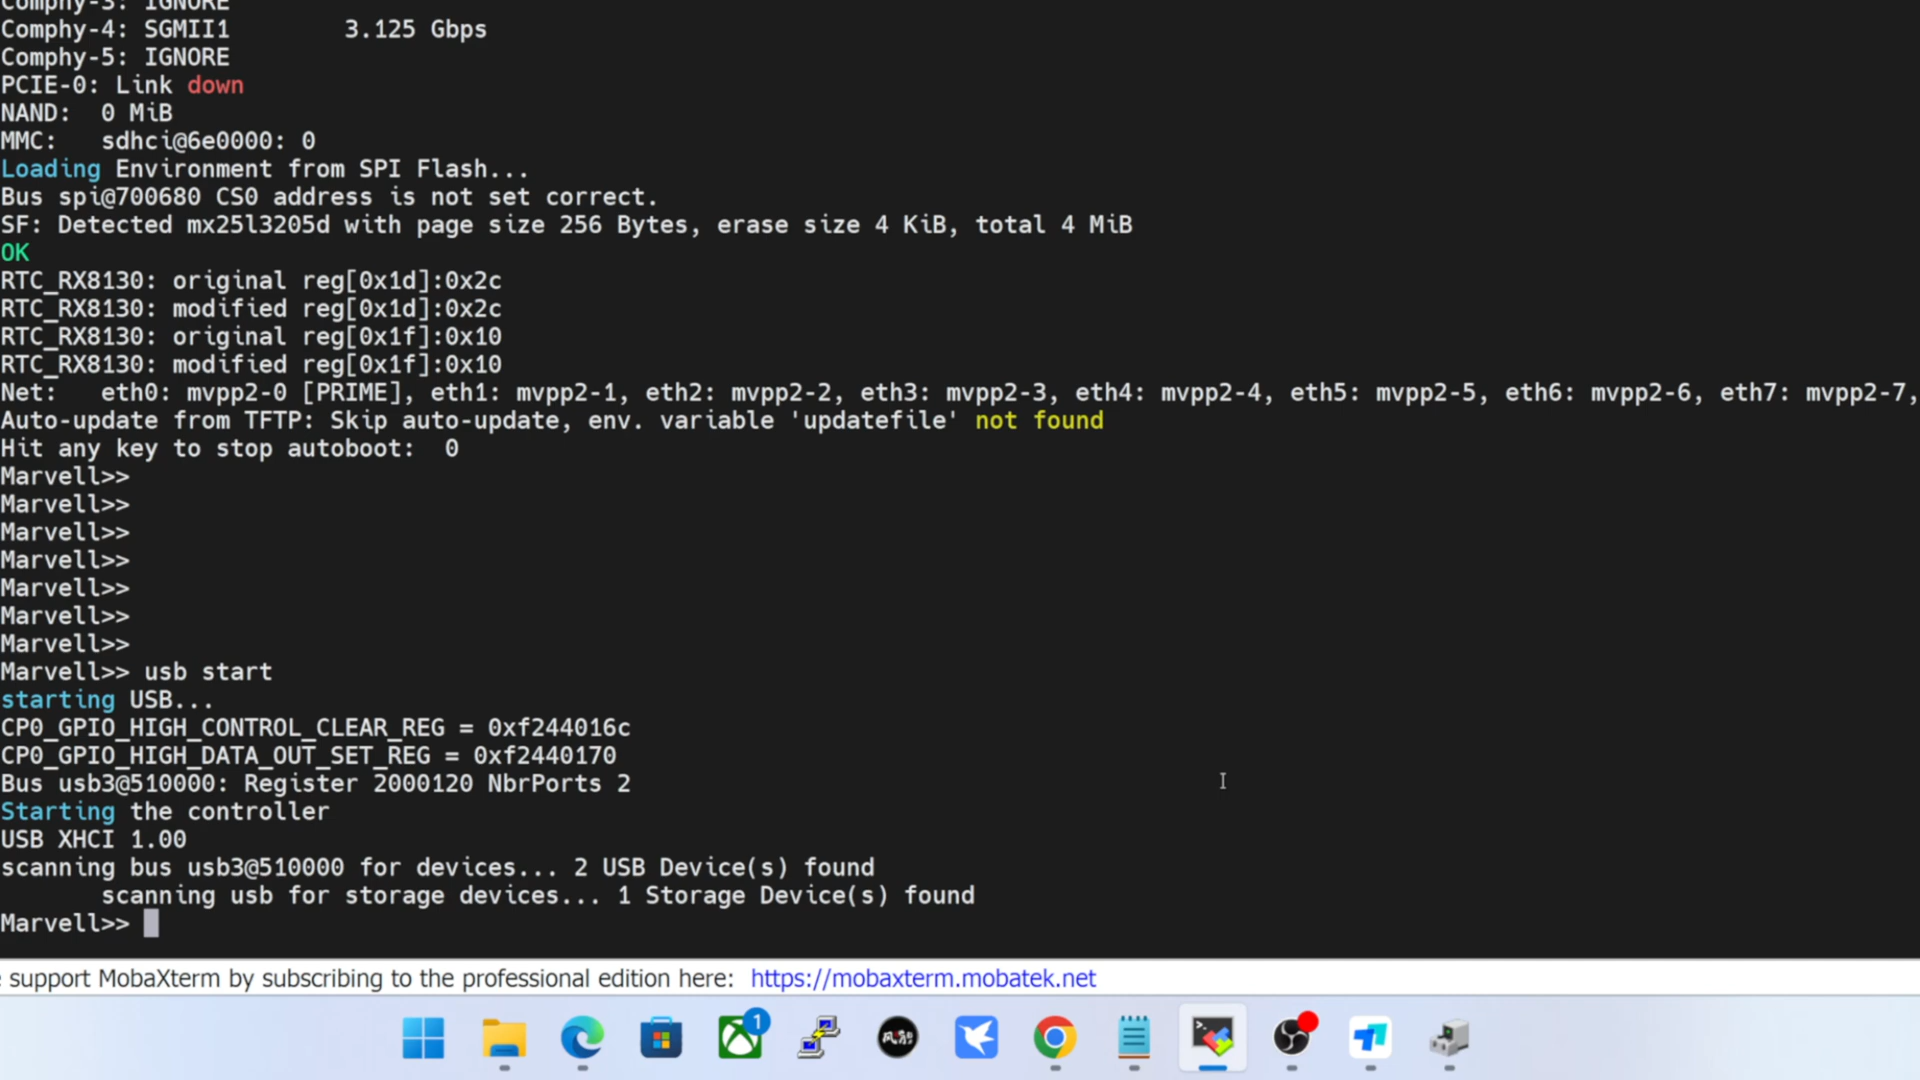 Comphy-3: IGNORE
Comphy-4: SGMII1        3.125 Gbps
Comphy-5: IGNORE
PCIE-0: Link down
NAND:  0 MiB
MMC:   sdhci@6e0000: 0
Loading Environment from SPI Flash...
Bus spi@700680 CS0 address is not set correct.
SF: Detected mx25l3205d with page size 256 Bytes, erase size 4 KiB, total 4 MiB
OK
RTC_RX8130: original reg[0x1d]:0x2c
RTC_RX8130: modified reg[0x1d]:0x2c
RTC_RX8130: original reg[0x1f]:0x10
RTC_RX8130: modified reg[0x1f]:0x10
Net:   eth0: mvpp2-0 [PRIME], eth1: mvpp2-1, eth2: mvpp2-2, eth3: mvpp2-3, eth4: mvpp2-4, eth5: mvpp2-5, eth6: mvpp2-6, eth7: mvpp2-7,
Auto-update from TFTP: Skip auto-update, env. variable 'updatefile' not found
Hit any key to stop autoboot:  0
Marvell>>
Marvell>>
Marvell>>
Marvell>>
Marvell>>
Marvell>>
Marvell>>
Marvell>> usb start
starting USB...
CP0_GPIO_HIGH_CONTROL_CLEAR_REG = 0xf244016c
CP0_GPIO_HIGH_DATA_OUT_SET_REG = 0xf2440170
Bus usb3@510000: Register 2000120 NbrPorts 2
Starting the controller
USB XHCI 1.00
scanning bus usb3@510000 for devices... 2 USB Device(s) found
       scanning usb for storage devices... 1 Storage Device(s) found
Marvell>>
support MobaXterm by subscribing to the professional edition here:  https://mobaxterm.mobatek.net
1